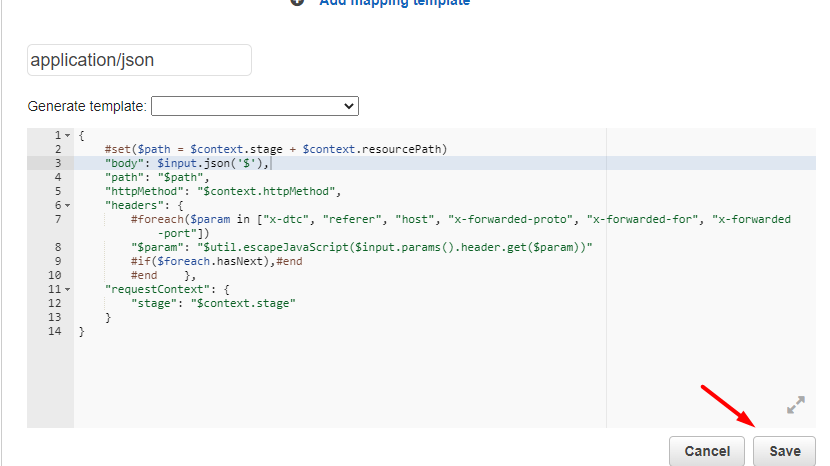 Add mapping template
application/json
Generate template:
1 {
2 #set($path = $context.stage + $context.resourcePath)
3 "body": $input.json('$'),
4 "path": "$path",
5 "httpMethod": "$context.httpMethod",
6 "headers": {
7 #foreach($param in ["x-dtc", "referer", "host", "x-forwarded-proto", "x-forwarded-for", "x-forwarded
-port"])
8 "$param": "$util.escapeJavaScript($input.params().header.get($param))"
9 #if($foreach.hasNext),#end
10 #end },
11 "requestContext": {
12 "stage": "$context.stage"
13 }
14 }
Cancel Save